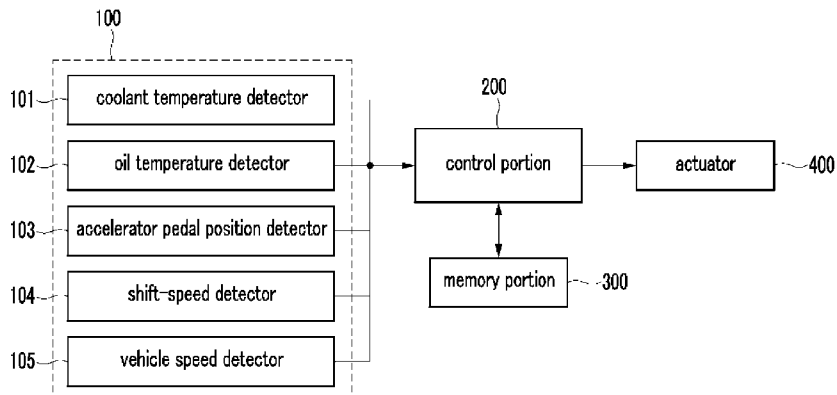 100
101
coolant temperature detector
102
oil temperature detector
103
accelerator pedal position detector
104
shift-speed detector
105
vehicle speed detector
200
control portion
actuator
400
memory portion
300